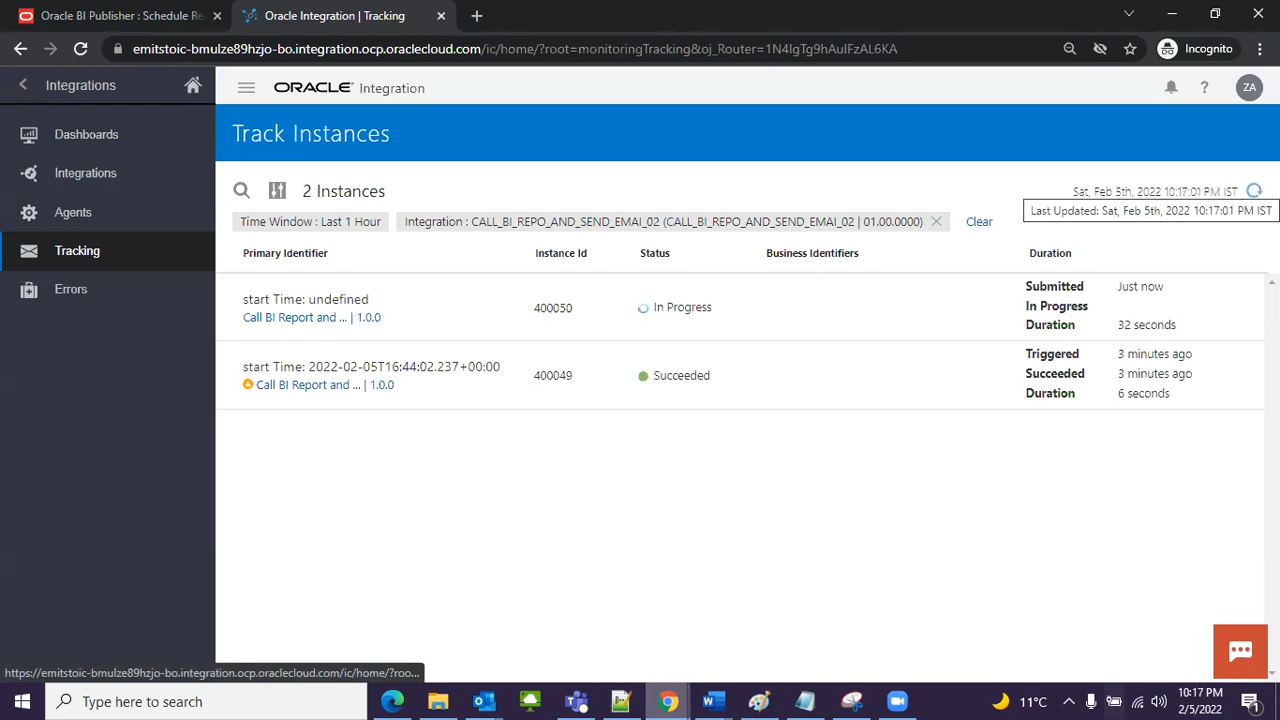 Oracle BI Publisher : Schedule Re
Oracle Integration | Tracking
emitstoic-bmulze89hzjo-bo.integration.ocp.oraclecloud.com/ic/home/?root=monitoringTracking&oj_Router=1N4IgTg9hAuIFzAL6KA
Incognito
Integrations
ORACLE® Integration
ZA
Dashboards
Integrations
Agents
Tracking
Errors
Track Instances
2 Instances
Sat, Feb 5th, 2022 10:17:01 PM IST
Last Updated: Sat, Feb 5th, 2022 10:17:01 PM IST
Time Window : Last 1 Hour
Integration : CALL_BI_REPO_AND_SEND_EMAI_02 (CALL_BI_REPO_AND_SEND_EMAI_02 | 01.00.0000)
Clear
Primary Identifier Instance Id Status Business Identifiers Duration
start Time: undefined
Call BI Report and ... | 1.0.0
400050
In Progress
Submitted Just now
In Progress
Duration 32 seconds
start Time: 2022-02-05T16:44:02.237+00:00
Call BI Report and ... | 1.0.0
400049
Succeeded
Triggered 3 minutes ago
Succeeded 3 minutes ago
Duration 6 seconds
https://emitstoic-bmulze89hzjo-bo.integration.ocp.oraclecloud.com/ic/home/?roo...
Type here to search
11°C
10:17 PM
2/5/2022
1